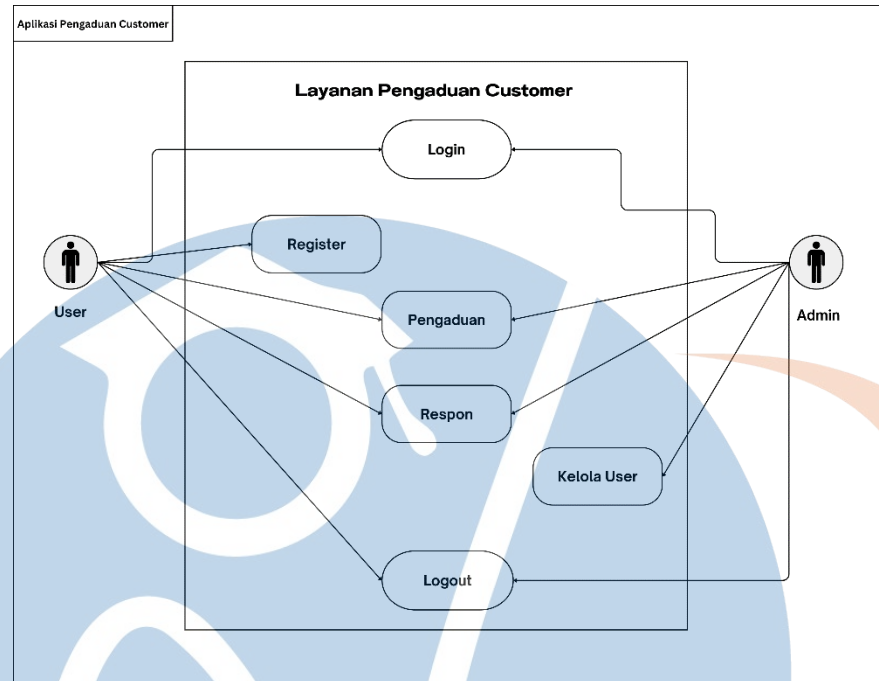 Aplikasi Pengaduan Customer
Layanan Pengaduan Customer
Login
Register
User
Pengaduan
Admin
Respon
Kelola User
Logout